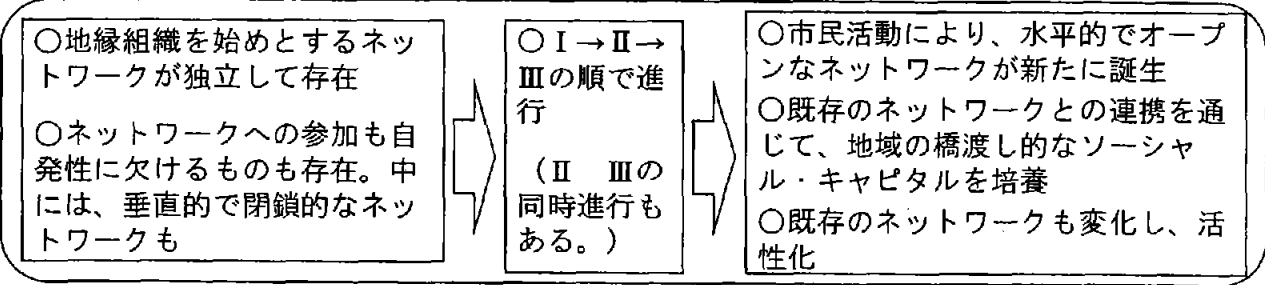 ○地縁組織を始めとするネッ
トワークが独立して存在
○ネットワークへの参加も自
発性に欠けるものも存在。中
には、垂直的で閉鎖的なネッ
トワークも
○Ⅰ→Ⅱ→
Ⅲの順で進
行
（Ⅱ　Ⅲの
同時進行も
ある。）
○市民活動により、水平的でオープ
ンなネットワークが新たに誕生
○既存のネットワークとの連携を通
じて、地域の橋渡し的なソーシャ
ル・キャピタルを培養
○既存のネットワークも変化し、活
性化